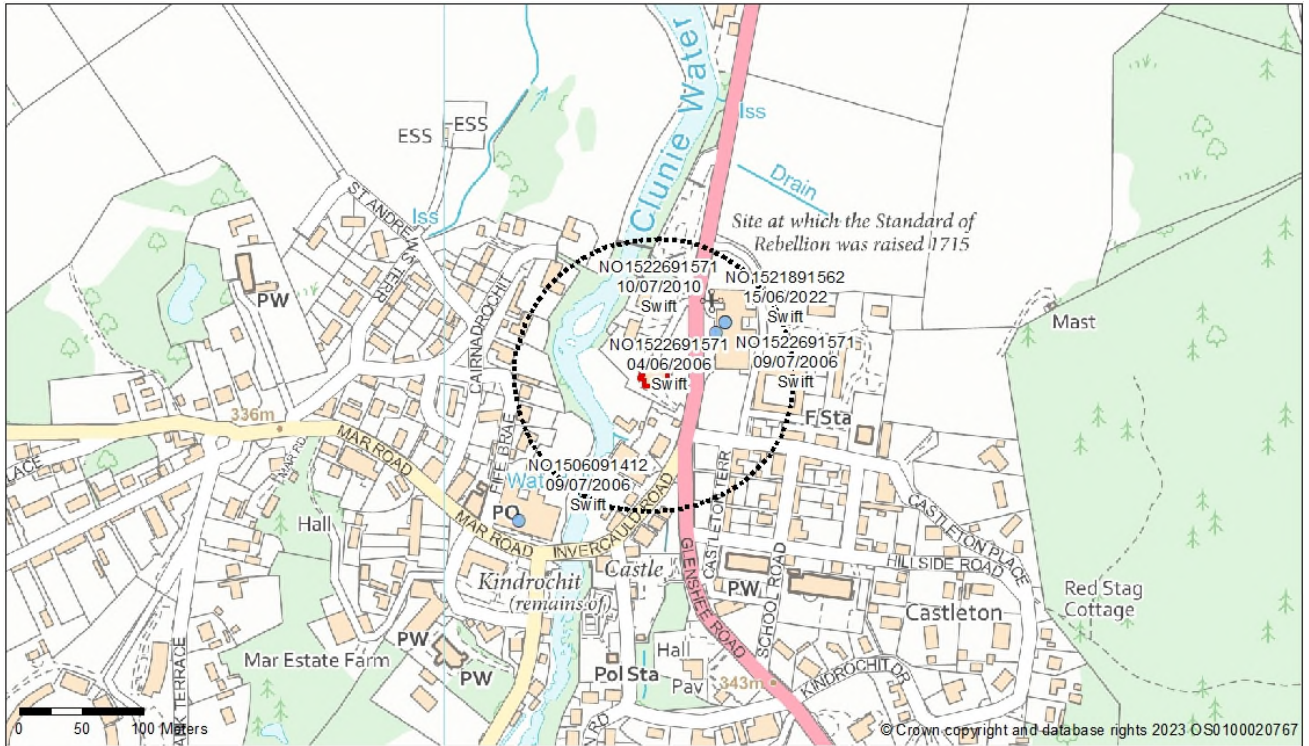 Clunie Water
Iss
Drain
ESS
ESS
Iss
ST ANDREW'S TERR
Site at which the Standard of
Rebellion was raised 1715
PW
CAIRNADROCHIT
NO1522691571
10/07/2010
Swift
NO1521891562
15/06/2022
Swift
Mast
NO1522691571
04/06/2006
Swift
NO1522691571
09/07/2006
Swift
336m
MAR ROAD
F Sta
FIFE BRAE
NO1506091412
09/07/2006
Swift
Wat
PO
Hall
MAR ROAD
INVERCAULD ROAD
CASTLETON TERR
CASTLETON PLACE
HILLSIDE ROAD
GLENSHEE ROAD
SCHOOL ROAD
Castle
Kindrochit
(remains of)
PW
Castleton
Red Stag
Cottage
PW
PW
Mar Estate Farm
Hall
Pav
Pol Sta
343m
KINDROCHIT DR
0 50 100 Meters
© Crown copyright and database rights 2023 OS0100020767